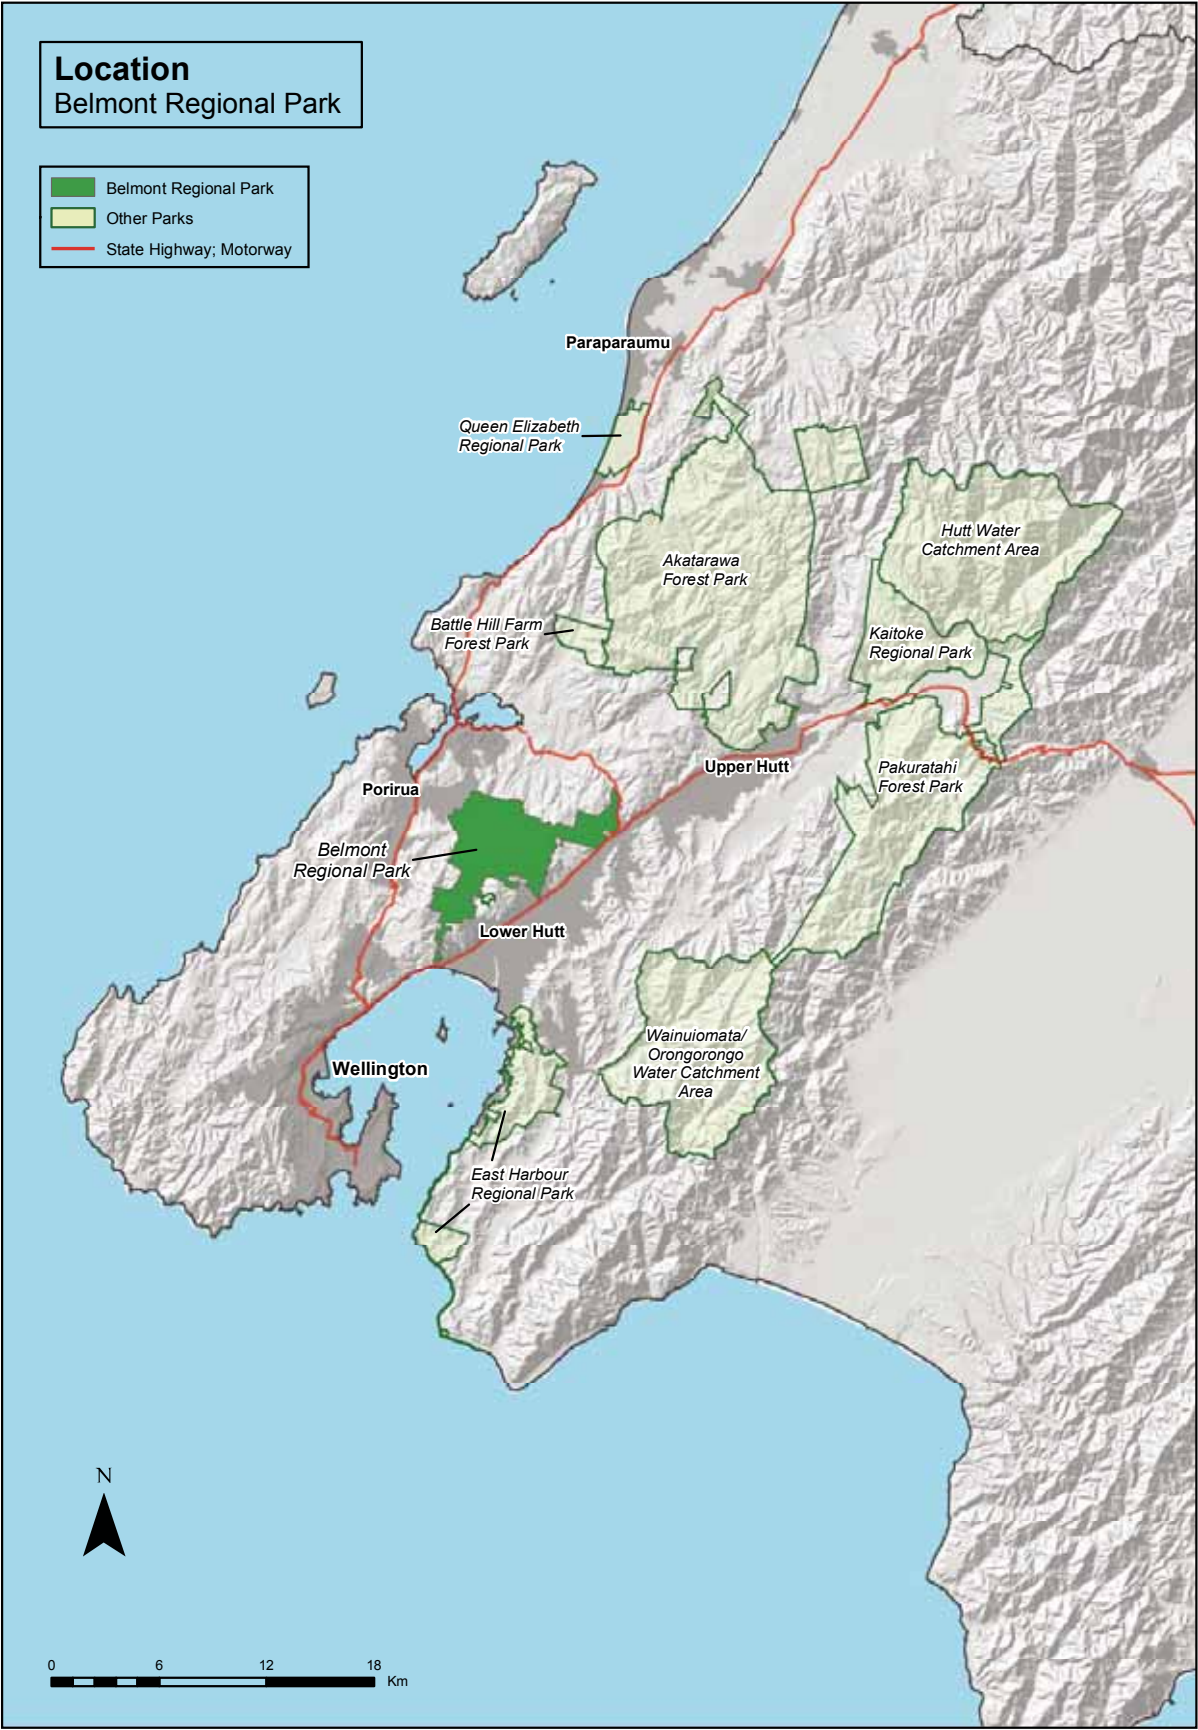 Location
Belmont Regional Park
Belmont Regional Park
Other Parks
State Highway; Motorway
Paraparaumu
Queen Elizabeth
Regional Park
Hutt Water
Catchment Area
Akatarawa
Forest Park
Battle Hill Farm
Forest Park
Kaitoke
Regional Park
Upper Hutt
Pakuratahi
Forest Park
Porirua
Belmont
Regional Park
Lower Hutt
Wainuiomata/
Orongorongo
Water Catchment
Area
Wellington
East Harbour
Regional Park
N
0 6 12 18
Km